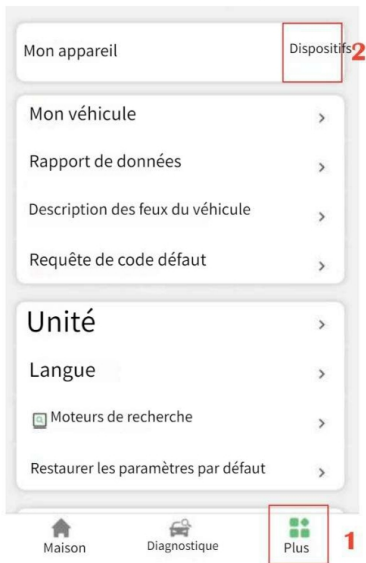 Mon appareil
Dispositifs 2
Mon véhicule
Rapport de données
Description des feux du véhicule
Requête de code défaut
Unité
Langue
Moteurs de recherche
Restaurer les paramètres par défaut
Maison Diagnostique Plus 1